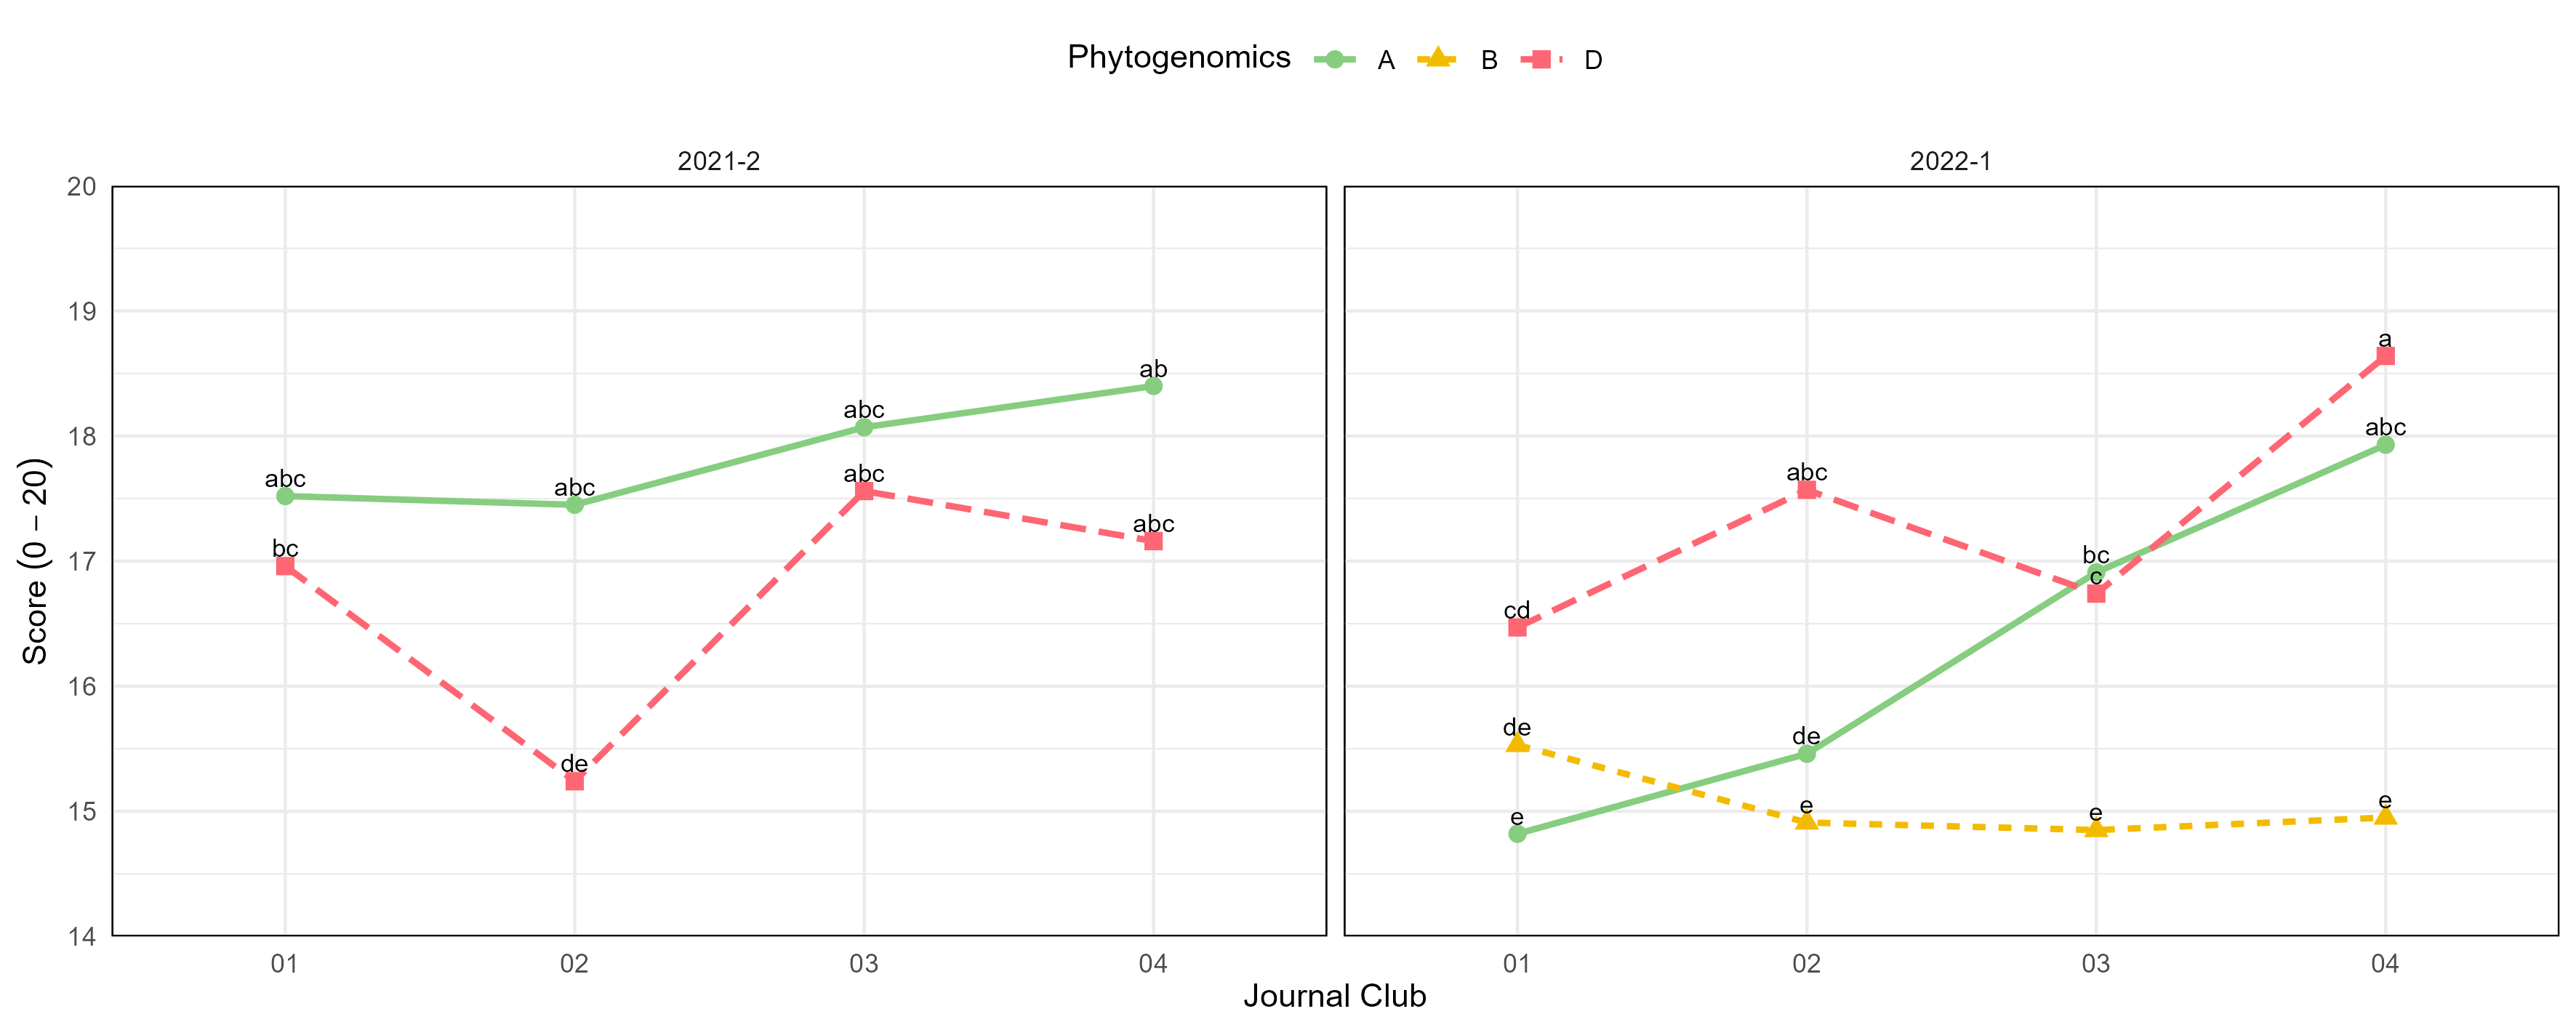 Phytogenomics A B D
2021-2 2022-1
20
19
18
17
16
15
14
Score (0 – 20)
abc abc abc ab
bc de abc abc
cd abc c a
e de bc abc
de e e e
01 02 03 04 01 02 03 04
Journal Club